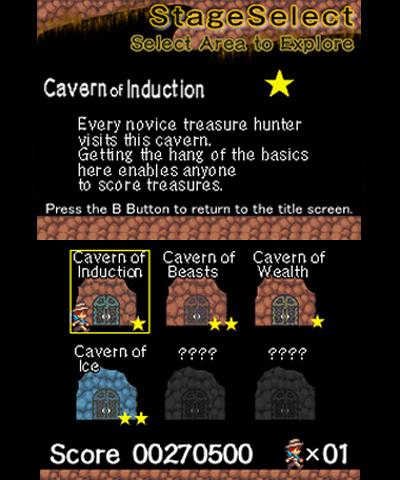 StageSelect
Select Area to Explore
Cavern of Induction
Every novice treasure hunter
visits this cavern.
Getting the hang of the basics
here enables anyone
to score treasures.
Press the B Button to return to the title screen.
Cavern of
Induction
Cavern of
Beasts
Cavern of
Wealth
Cavern of
Ice
????
????
Score 00270500
×01